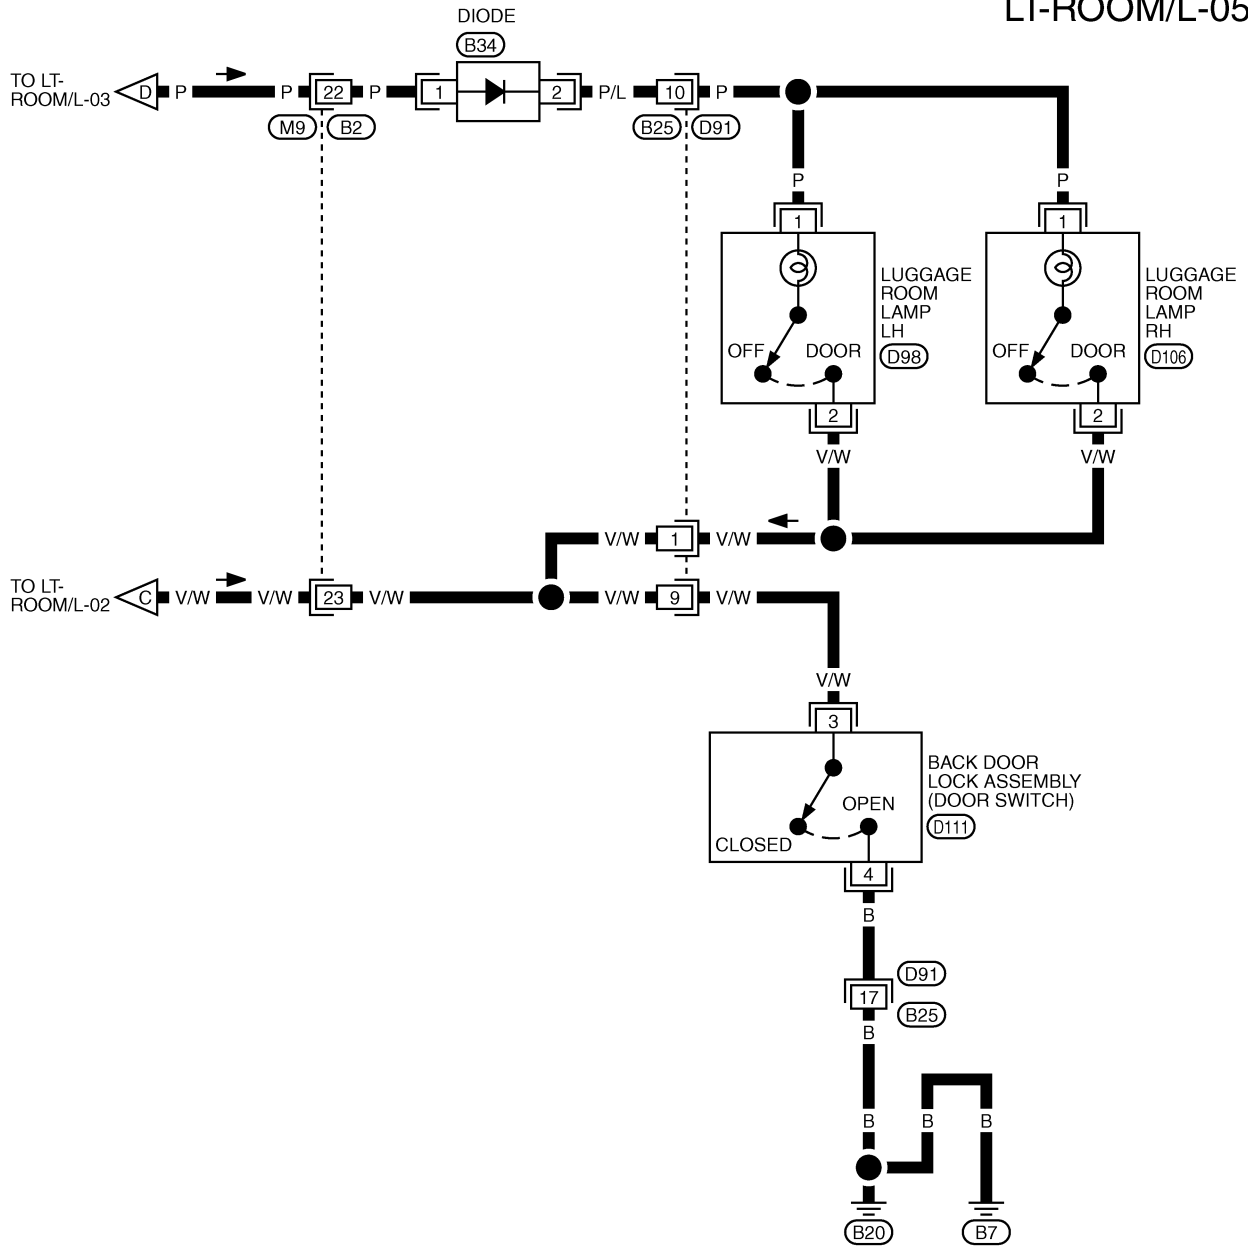 LT-ROOM/L-05
DIODE
B34
TO LT-
ROOM/L-03
D
P
P
22
P
1
2
P/L
10
P
M9
B2
B25
D91
P
P
1
1
LUGGAGE
ROOM
LAMP
LH
D98
OFF
DOOR
LUGGAGE
ROOM
LAMP
RH
D106
OFF
DOOR
2
2
V/W
V/W
V/W
1
V/W
TO LT-
ROOM/L-02
C
V/W
V/W
23
V/W
V/W
9
V/W
V/W
3
BACK DOOR
LOCK ASSEMBLY
(DOOR SWITCH)
D111
OPEN
CLOSED
4
B
D91
17
B25
B
B
B
B
B20
B7